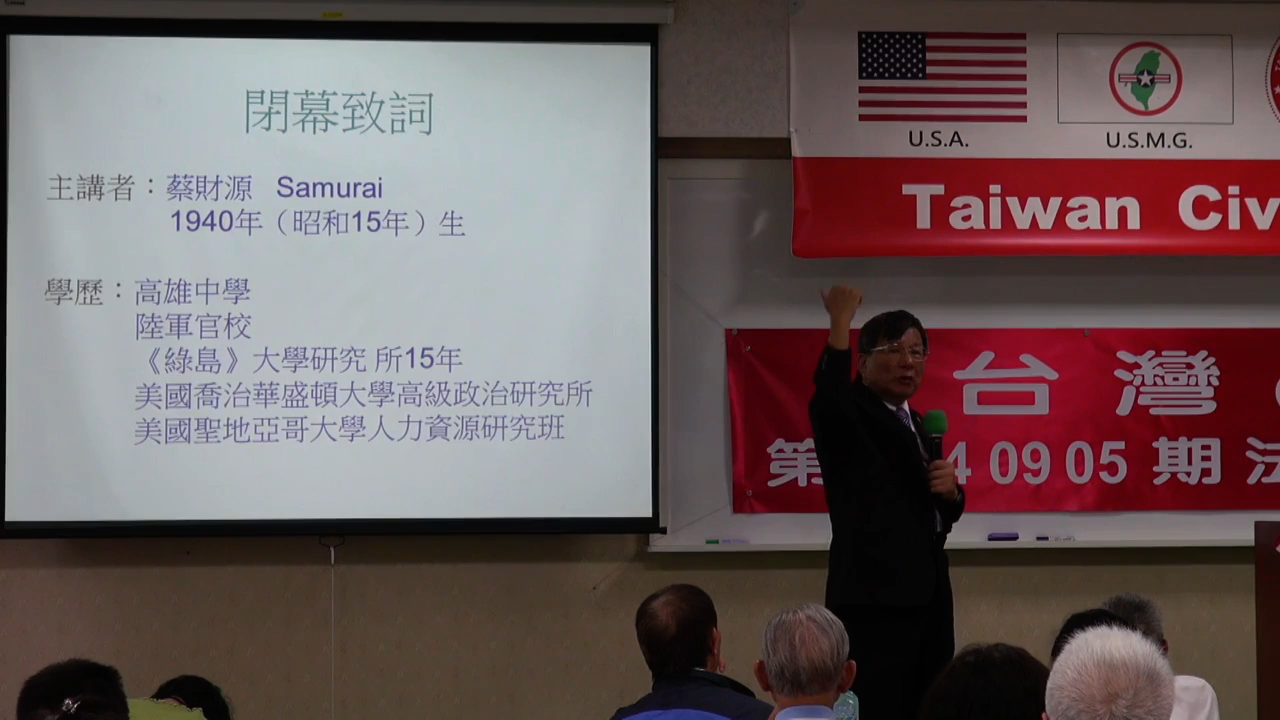 閉幕致詞
主講者：蔡財源 Samurai
1940年（昭和15年）生
學歷：高雄中學
陸軍官校
《綠島》大學研究 所15年
美國喬治華盛頓大學高級政治研究所
美國聖地亞哥大學人力資源研究班
U.S.A.
U.S.M.G.
Taiwan Civ
台灣
第 4 09 05 期法